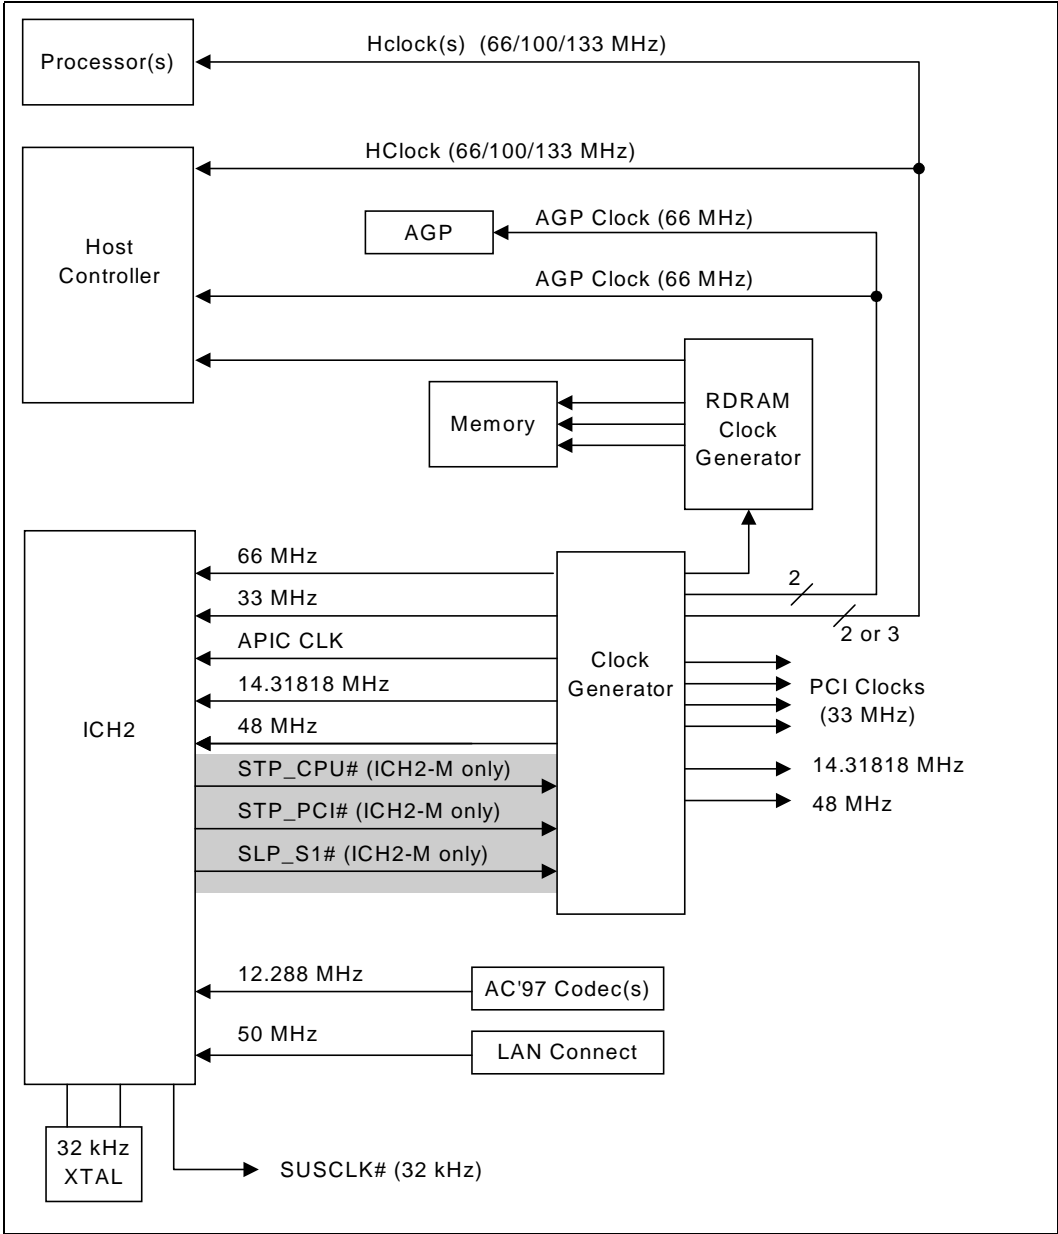 Hclock(s) (66/100/133 MHz)
Processor(s)
HClock (66/100/133 MHz)
AGP Clock (66 MHz)
AGP
Host
Controller
AGP Clock (66 MHz)
RDRAM
Clock
Generator
Memory
66 MHz
2
33 MHz
2 or 3
APIC CLK
Clock
Generator
PCI Clocks
(33 MHz)
14.31818 MHz
ICH2
48 MHz
STP_CPU# (ICH2-M only)
14.31818 MHz
STP_PCI# (ICH2-M only)
48 MHz
SLP_S1# (ICH2-M only)
12.288 MHz
AC'97 Codec(s)
50 MHz
LAN Connect
32 kHz
XTAL
SUSCLK# (32 kHz)